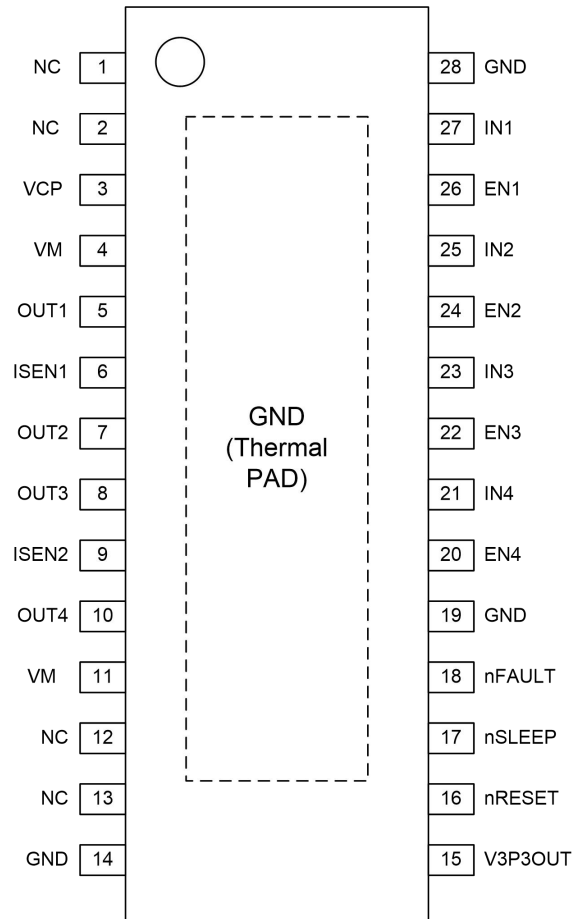 NC 1 28 GND
NC 2 27 IN1
VCP 3 26 EN1
VM 4 25 IN2
OUT1 5 24 EN2
ISEN1 6 23 IN3
OUT2 7 22 EN3
GND
(Thermal
PAD)
OUT3 8 21 IN4
ISEN2 9 20 EN4
OUT4 10 19 GND
VM 11 18 nFAULT
NC 12 17 nSLEEP
NC 13 16 nRESET
GND 14 15 V3P3OUT